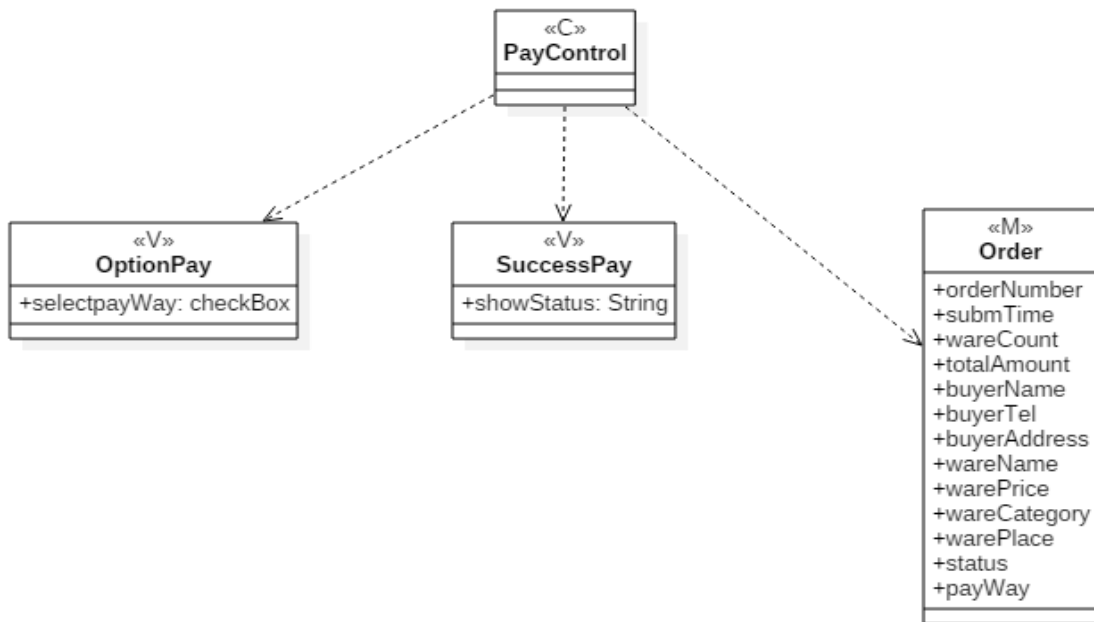 «C»
PayControl
«V»
OptionPay
+selectpayWay: checkBox
«V»
SuccessPay
+showStatus: String
«M»
Order
+orderNumber
+submTime
+wareCount
+totalAmount
+buyerName
+buyerTel
+buyerAddress
+wareName
+warePrice
+wareCategory
+warePlace
+status
+payWay